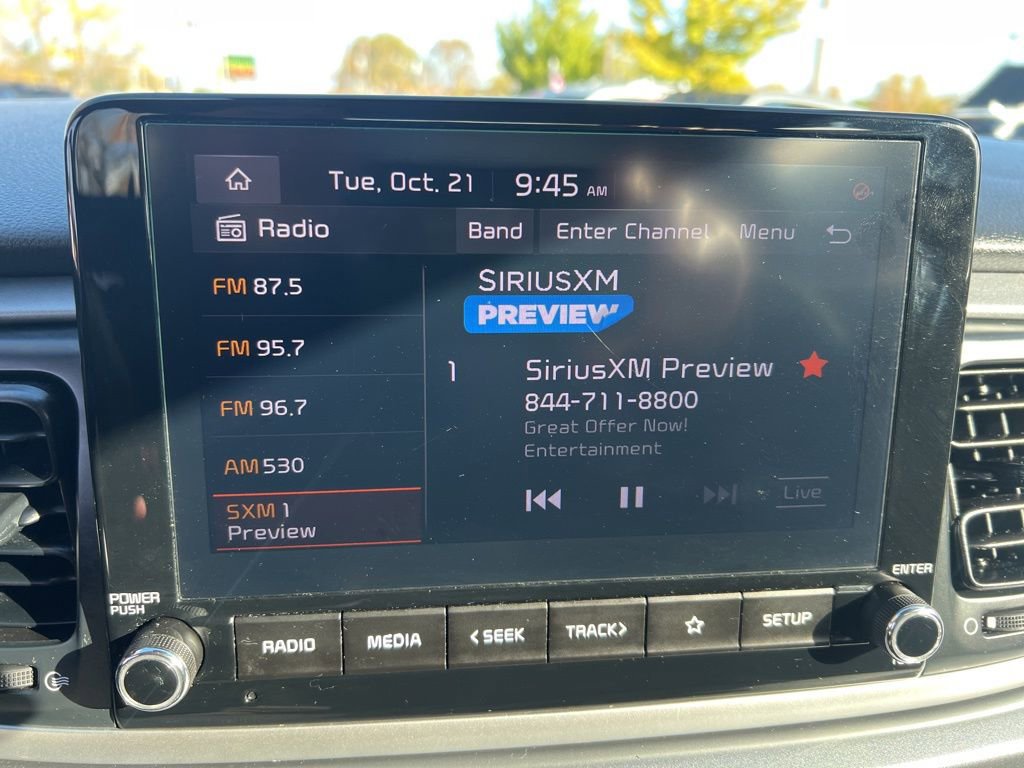 Tue, Oct. 21 9:45 AM
Radio Band Enter Channel Menu
FM 87.5
FM 95.7
FM 96.7
AM 530
SXM 1
Preview
SIRIUSXM
PREVIEW
1 SiriusXM Preview
844-711-8800
Great Offer Now!
Entertainment
Live
POWER
PUSH
ENTER
RADIO MEDIA <SEEK TRACK> SETUP